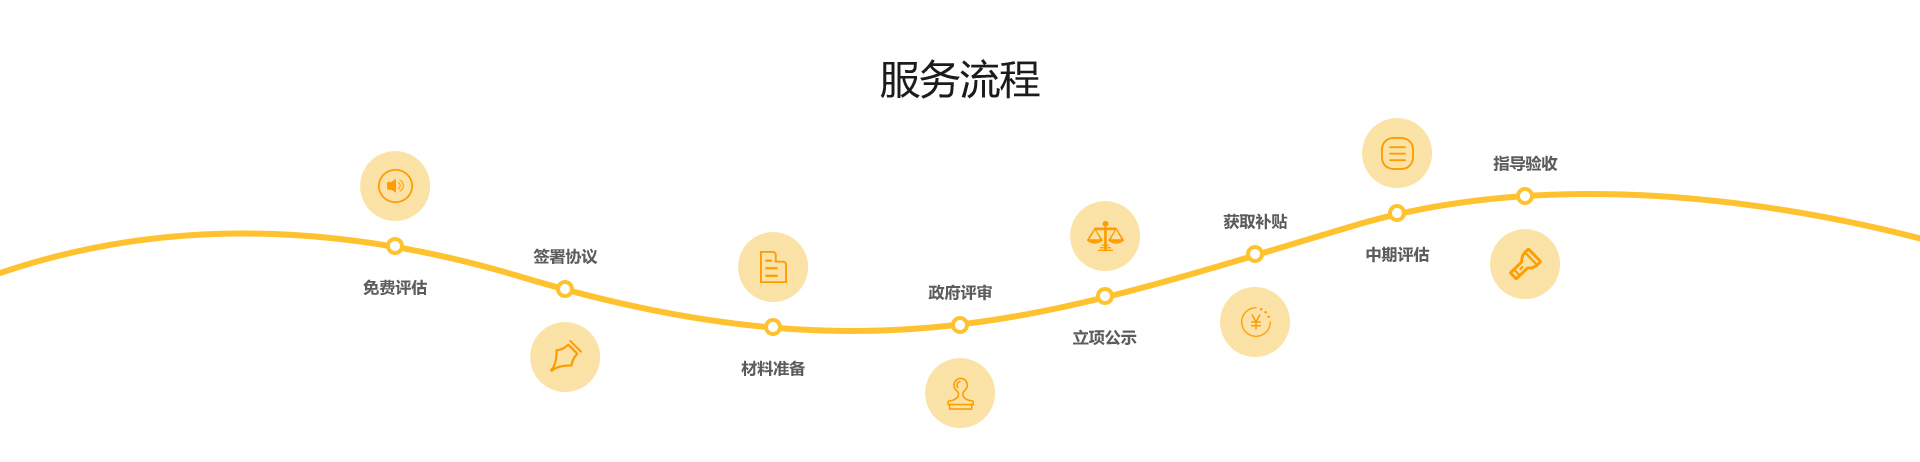 服务流程
免费评估
签署协议
材料准备
政府评审
立项公示
获取补贴
中期评估
指导验收